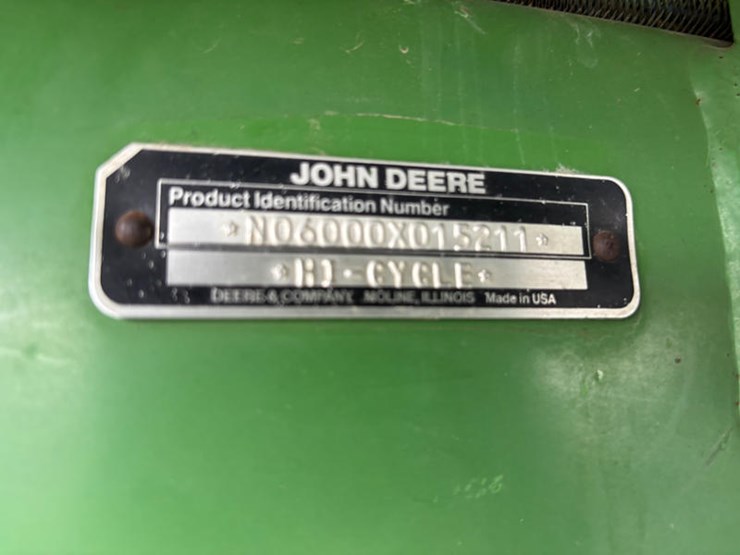 JOHN DEERE
Product Identification Number
*N06000X015211*
*HI-CYCLE*
DEERE & COMPANY MOLINE, ILLINOIS Made in USA